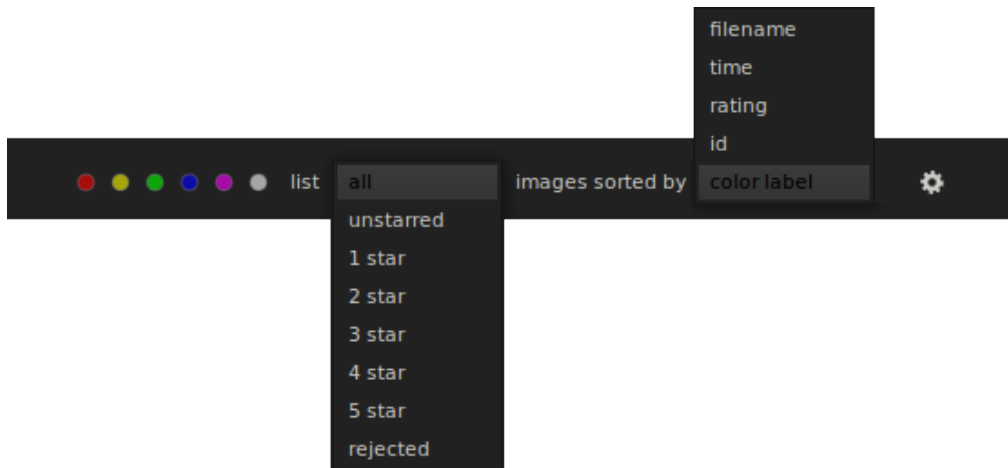 filename
time
rating
id
list all images sorted by color label
unstarred
1 star
2 star
3 star
4 star
5 star
rejected